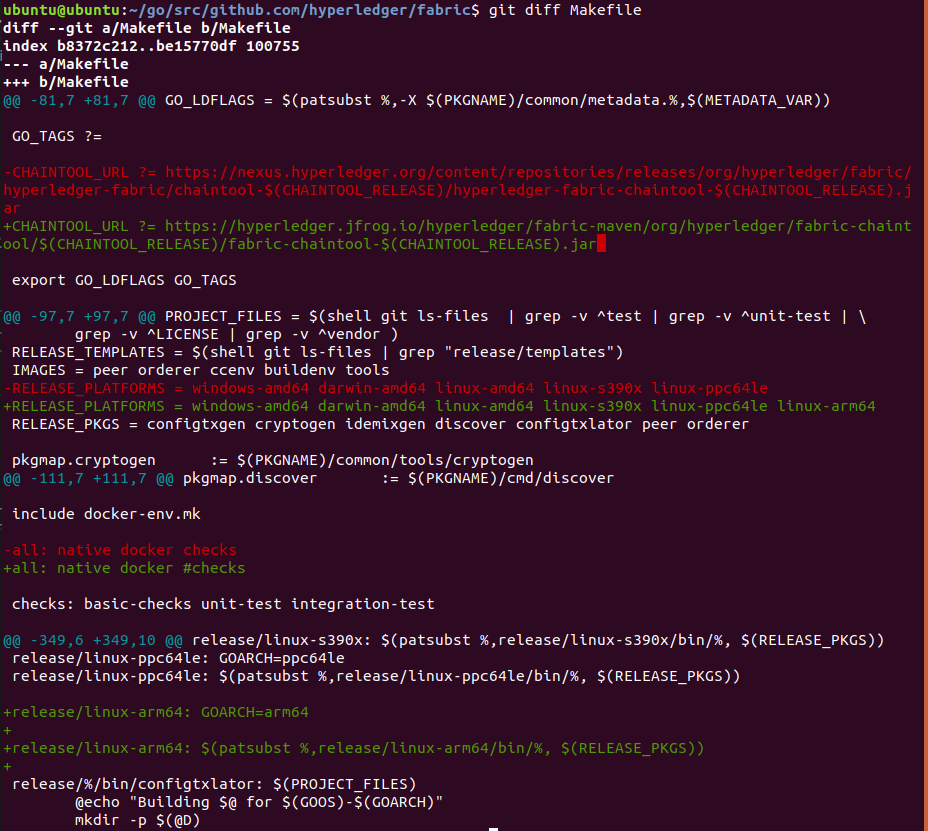 ubuntu@ubuntu:~/go/src/github.com/hyperledger/fabric$ git diff Makefile
diff --git a/Makefile b/Makefile
index b8372c212..be15770df 100755
--- a/Makefile
+++ b/Makefile
@@ -81,7 +81,7 @@ GO_LDFLAGS = $(patsubst %,-X $(PKGNAME)/common/metadata.%,$(METADATA_VAR))
 GO_TAGS ?=
-CHAINTOOL_URL ?= https://nexus.hyperledger.org/content/repositories/releases/org/hyperledger/fabric/
hyperledger-fabric/chaintool-$(CHAINTOOL_RELEASE)/hyperledger-fabric-chaintool-$(CHAINTOOL_RELEASE).j
ar
+CHAINTOOL_URL ?= https://hyperledger.jfrog.io/hyperledger/fabric-maven/org/hyperledger/fabric-chaint
ool/$(CHAINTOOL_RELEASE)/fabric-chaintool-$(CHAINTOOL_RELEASE).jar
 export GO_LDFLAGS GO_TAGS
@@ -97,7 +97,7 @@ PROJECT_FILES = $(shell git ls-files  | grep -v ^test | grep -v ^unit-test | \
        grep -v ^LICENSE | grep -v ^vendor )
 RELEASE_TEMPLATES = $(shell git ls-files | grep "release/templates")
 IMAGES = peer orderer ccenv buildenv tools
-RELEASE_PLATFORMS = windows-amd64 darwin-amd64 linux-amd64 linux-s390x linux-ppc64le
+RELEASE_PLATFORMS = windows-amd64 darwin-amd64 linux-amd64 linux-s390x linux-ppc64le linux-arm64
 RELEASE_PKGS = configtxgen cryptogen idemixgen discover configtxlator peer orderer
 pkgmap.cryptogen      := $(PKGNAME)/common/tools/cryptogen
@@ -111,7 +111,7 @@ pkgmap.discover       := $(PKGNAME)/cmd/discover
 include docker-env.mk
-all: native docker checks
+all: native docker #checks
 checks: basic-checks unit-test integration-test
@@ -349,6 +349,10 @@ release/linux-s390x: $(patsubst %,release/linux-s390x/bin/%, $(RELEASE_PKGS))
 release/linux-ppc64le: GOARCH=ppc64le
 release/linux-ppc64le: $(patsubst %,release/linux-ppc64le/bin/%, $(RELEASE_PKGS))
+release/linux-arm64: GOARCH=arm64
+
+release/linux-arm64: $(patsubst %,release/linux-arm64/bin/%, $(RELEASE_PKGS))
+
 release/%/bin/configtxlator: $(PROJECT_FILES)
        @echo "Building $@ for $(GOOS)-$(GOARCH)"
        mkdir -p $(@D)